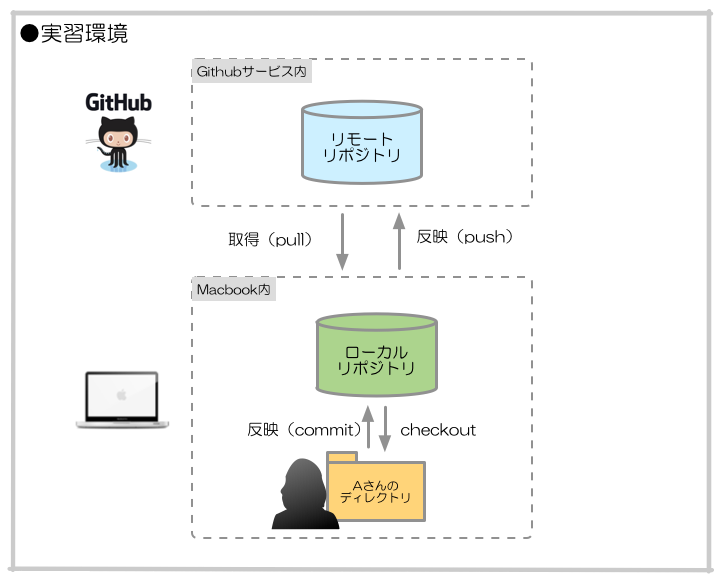 ●実習環境
Githubサービス内
GitHub
リモート
リポジトリ
取得（pull）
反映（push）
Macbook内
ローカル
リポジトリ
反映（commit）
checkout
Aさんの
ディレクトリ